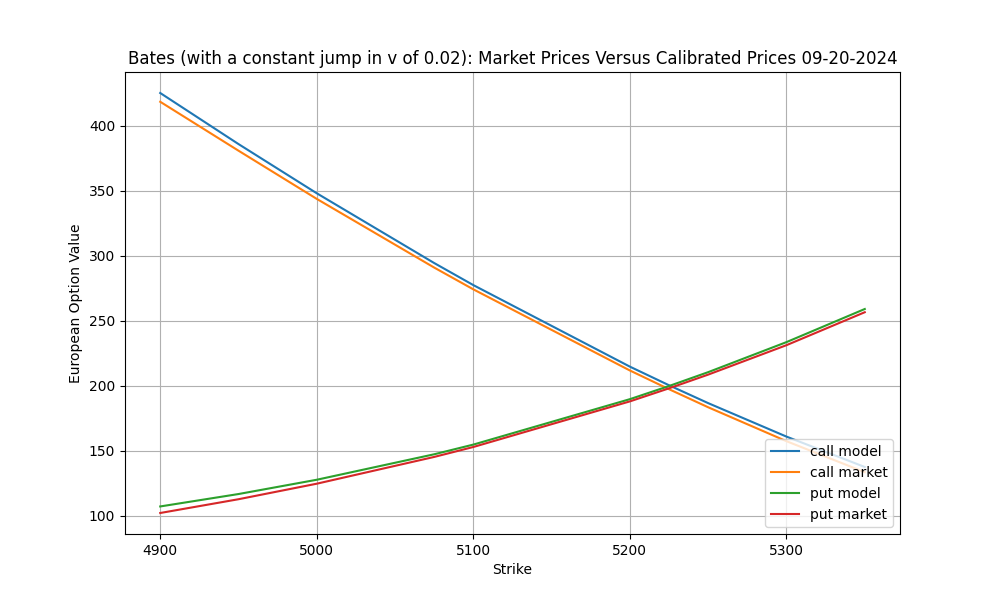 Bates (with a constant jump in v of 0.02): Market Prices Versus Calibrated Prices 09-20-2024
European Option Value
400
350
300
250
200
150
100
call model
call market
put model
put market
4900
5000
5100
5200
5300
Strike